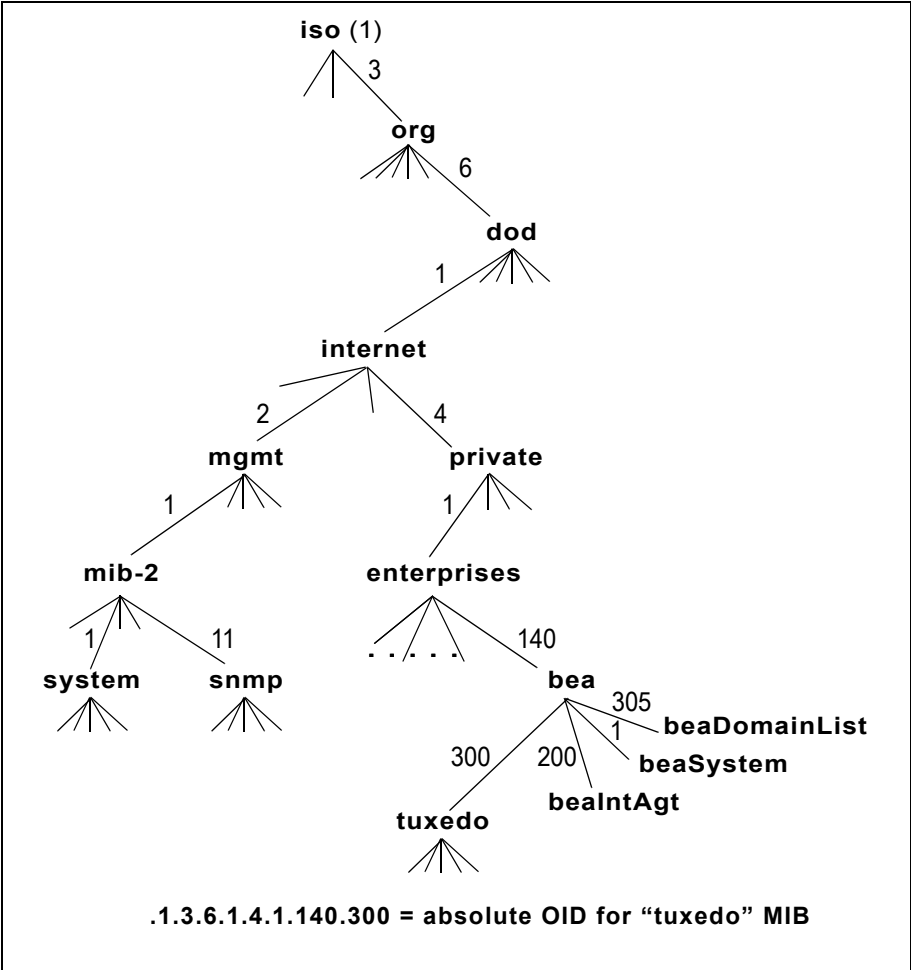 iso (1)
3
org
6
dod
1
internet
2
4
mgmt
private
1
1
mib-2
enterprises
1
11
140
system
snmp
bea
305
beaDomainList
1
300
200
beaSystem
beaIntAgt
tuxedo
.1.3.6.1.4.1.140.300 = absolute OID for “tuxedo” MIB